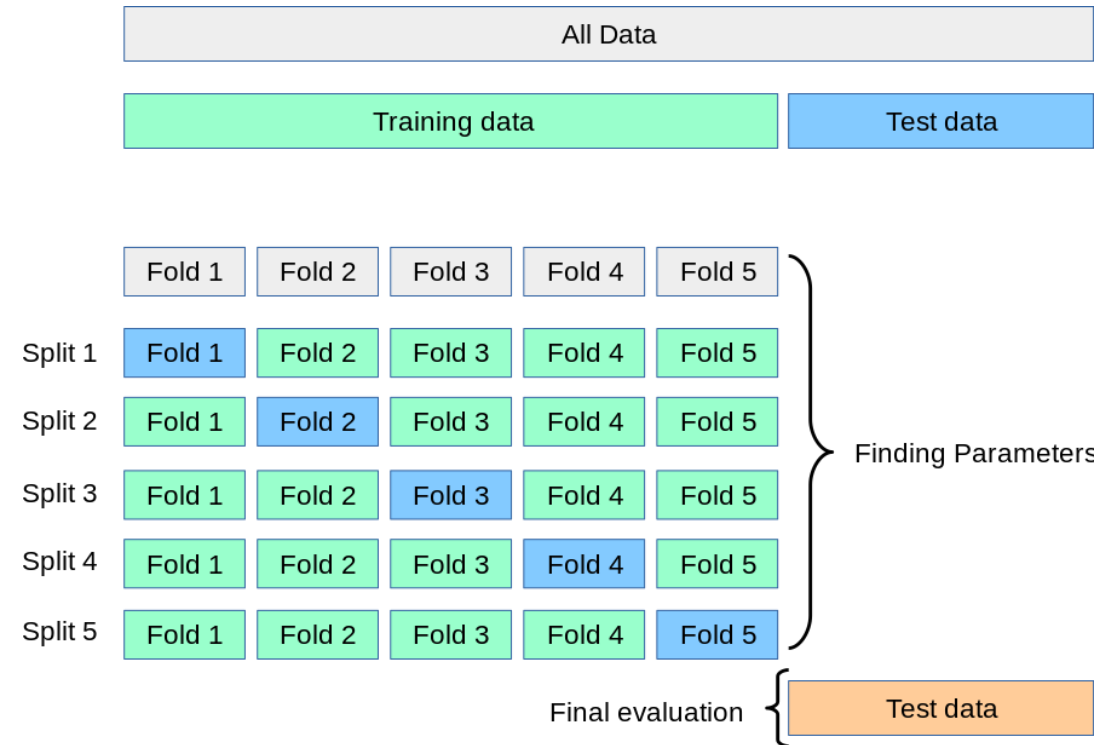 All Data
Training data Test data
Fold 1 Fold 2 Fold 3 Fold 4 Fold 5
Split 1 Fold 1 Fold 2 Fold 3 Fold 4 Fold 5
Split 2 Fold 1 Fold 2 Fold 3 Fold 4 Fold 5
Finding Parameters
Split 3 Fold 1 Fold 2 Fold 3 Fold 4 Fold 5
Split 4 Fold 1 Fold 2 Fold 3 Fold 4 Fold 5
Split 5 Fold 1 Fold 2 Fold 3 Fold 4 Fold 5
Final evaluation Test data